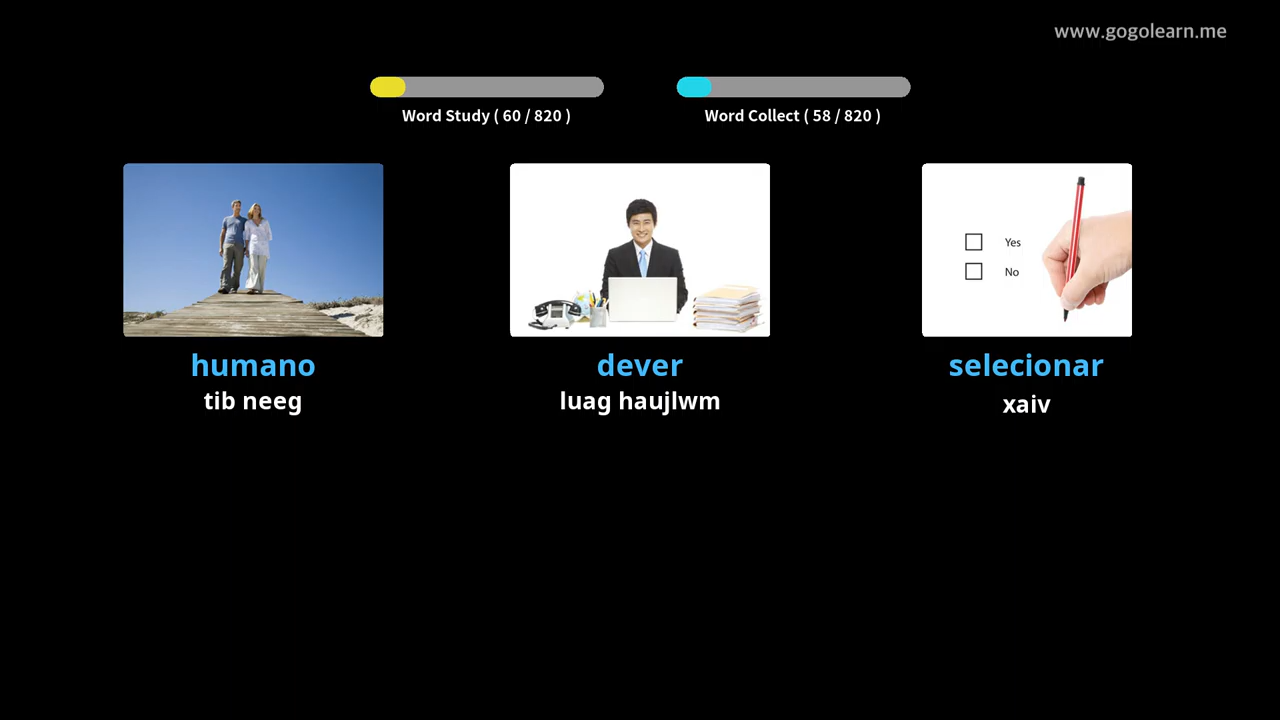 www.gogolearn.me
Word Study ( 60 / 820 )
Word Collect ( 58 / 820 )
Yes
No
humano
tib neeg
dever
luag haujlwm
selecionar
xaiv